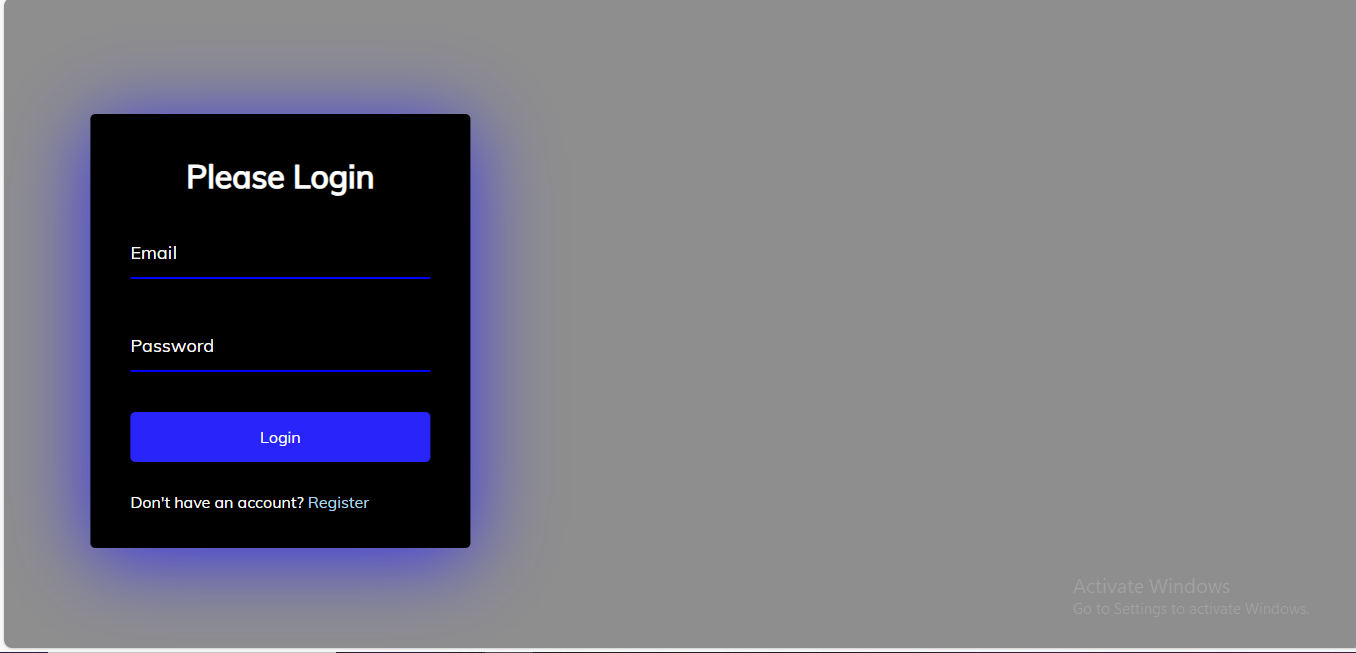 Please Login
Email
Password
Login
Don't have an account? Register
Activate Windows
Go to Settings to activate Windows.